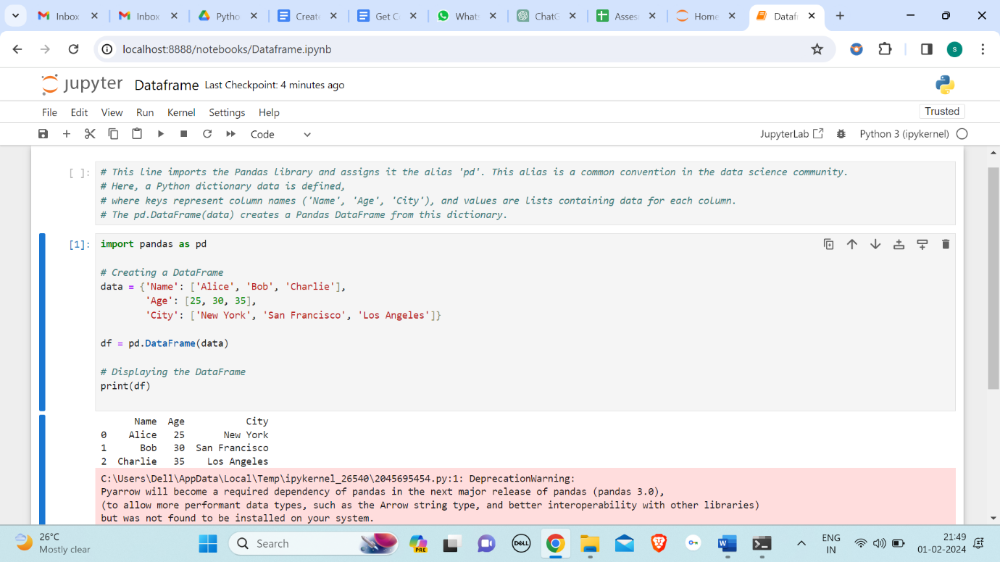 Inbox
Inbox
Pytho
Create
Get C
Whats
ChatG
Asses
Home
Dataf
localhost:8888/notebooks/Dataframe.ipynb
s
jupyter Dataframe Last Checkpoint: 4 minutes ago
File Edit View Run Kernel Settings Help Trusted
Code JupyterLab Python 3 (ipykernel)
[ ]: # This line imports the Pandas library and assigns it the alias 'pd'. This alias is a common convention in the data science community.
# Here, a Python dictionary data is defined,
# where keys represent column names ('Name', 'Age', 'City'), and values are lists containing data for each column.
# The pd.DataFrame(data) creates a Pandas DataFrame from this dictionary.
[1]: import pandas as pd
# Creating a DataFrame
data = {'Name': ['Alice', 'Bob', 'Charlie'],
'Age': [25, 30, 35],
'City': ['New York', 'San Francisco', 'Los Angeles']}
df = pd.DataFrame(data)
# Displaying the DataFrame
print(df)
Name Age City
0 Alice 25 New York
1 Bob 30 San Francisco
2 Charlie 35 Los Angeles
C:\Users\Dell\AppData\Local\Temp\ipykernel_26540\2045695454.py:1: DeprecationWarning:
Pyarrow will become a required dependency of pandas in the next major release of pandas (pandas 3.0),
(to allow more performant data types, such as the Arrow string type, and better interoperability with other libraries)
but was not found to be installed on your system.
26°C
Mostly clear
Search
PRE
DELL
ENG
IN
21:49
01-02-2024